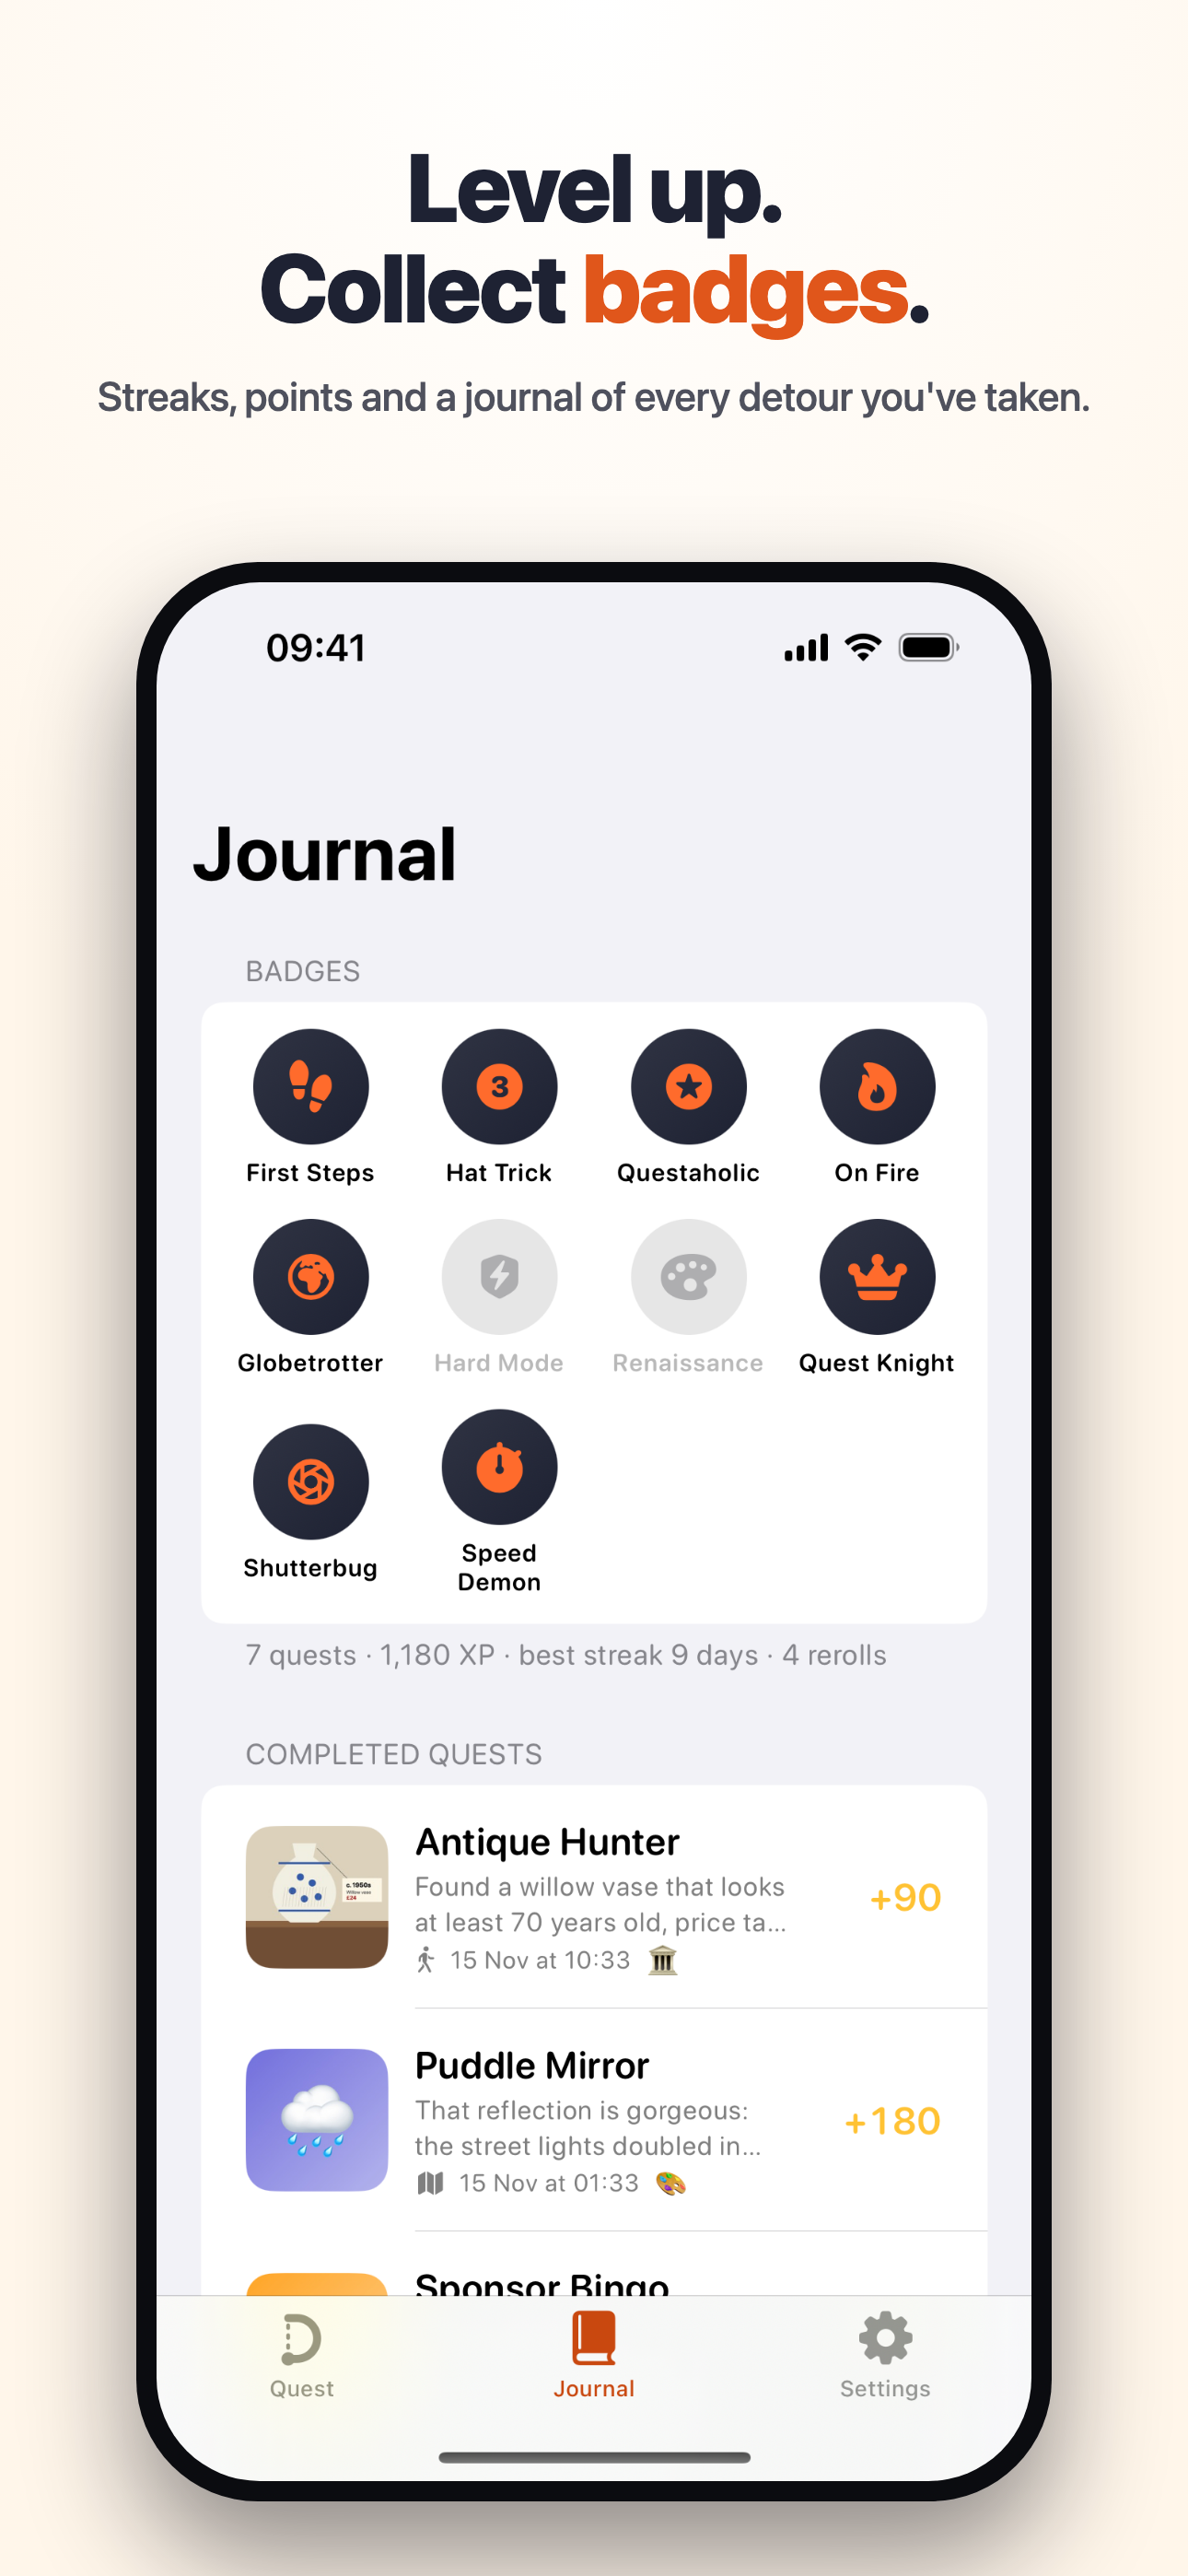 Level up.
Collect badges.
Streaks, points and a journal of every detour you've taken.
09:41
Journal
BADGES
3
First Steps
Hat Trick
Questaholic
On Fire
Globetrotter
Hard Mode
Renaissance
Quest Knight
Shutterbug
Speed
Demon
7 quests · 1,180 XP · best streak 9 days · 4 rerolls
COMPLETED QUESTS
c. 1950s
Willow vase
£24
Antique Hunter
Found a willow vase that looks
at least 70 years old, price ta...
+90
15 Nov at 10:33
Puddle Mirror
That reflection is gorgeous:
the street lights doubled in...
+180
15 Nov at 01:33
Sponsor Bingo
Quest
Journal
Settings